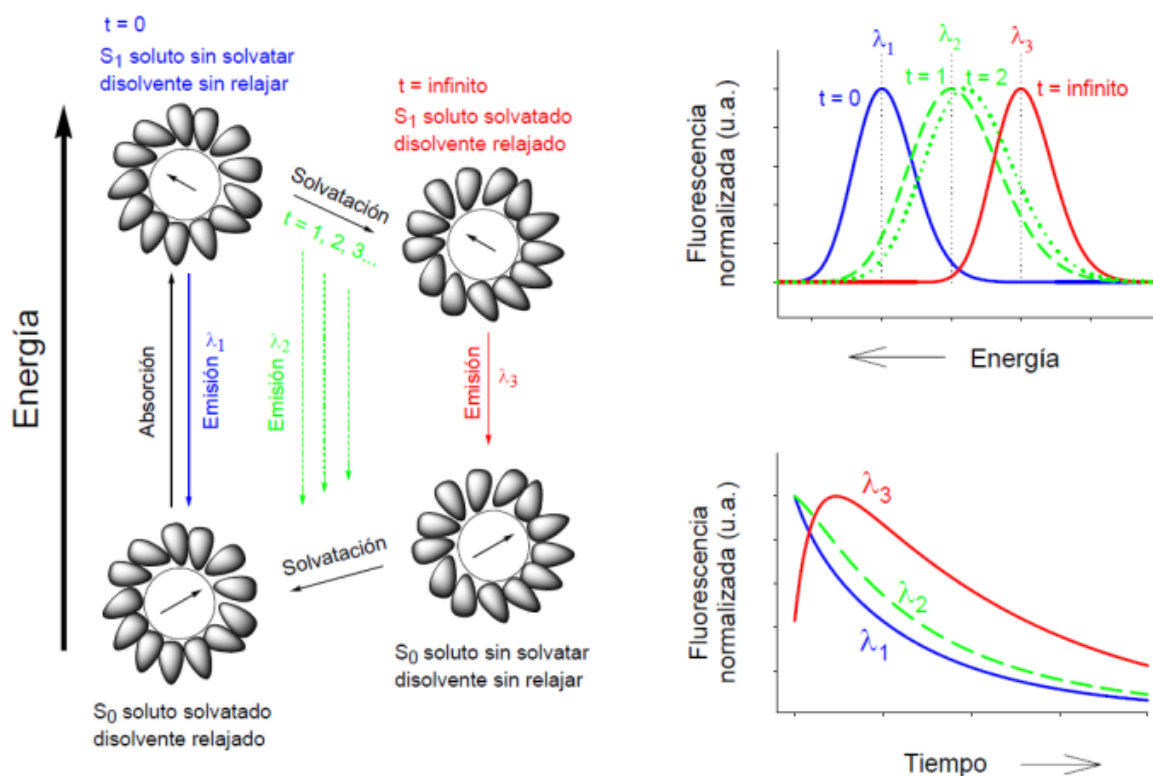 t = 0
S₁ soluto sin solvatar
disolvente sin relajar
t = infinito
S₁ soluto solvatado
disolvente relajado
Energía
Solvatación
t = 1, 2, 3...
Absorción
Emisión λ₁
Emisión λ₂
Emisión λ₃
Solvatación
S₀ soluto sin solvatar
disolvente sin relajar
S₀ soluto solvatado
disolvente relajado
λ₁ λ₂ λ₃
t = 1 t = 2
t = 0 t = infinito
Fluorescencia
normalizada (u.a.)
Energía
λ₃
λ₂
λ₁
Fluorescencia
normalizada (u.a.)
Tiempo